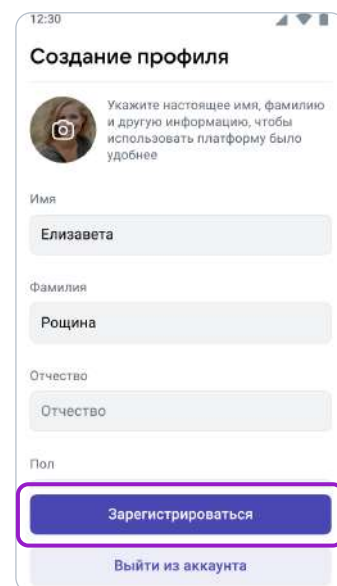 12:30
Создание профиля
Укажите настоящее имя, фамилию
и другую информацию, чтобы
использовать платформу было
удобнее
Имя
Елизавета
Фамилия
Рощина
Отчество
Отчество
Пол
Зарегистрироваться
Выйти из аккаунта